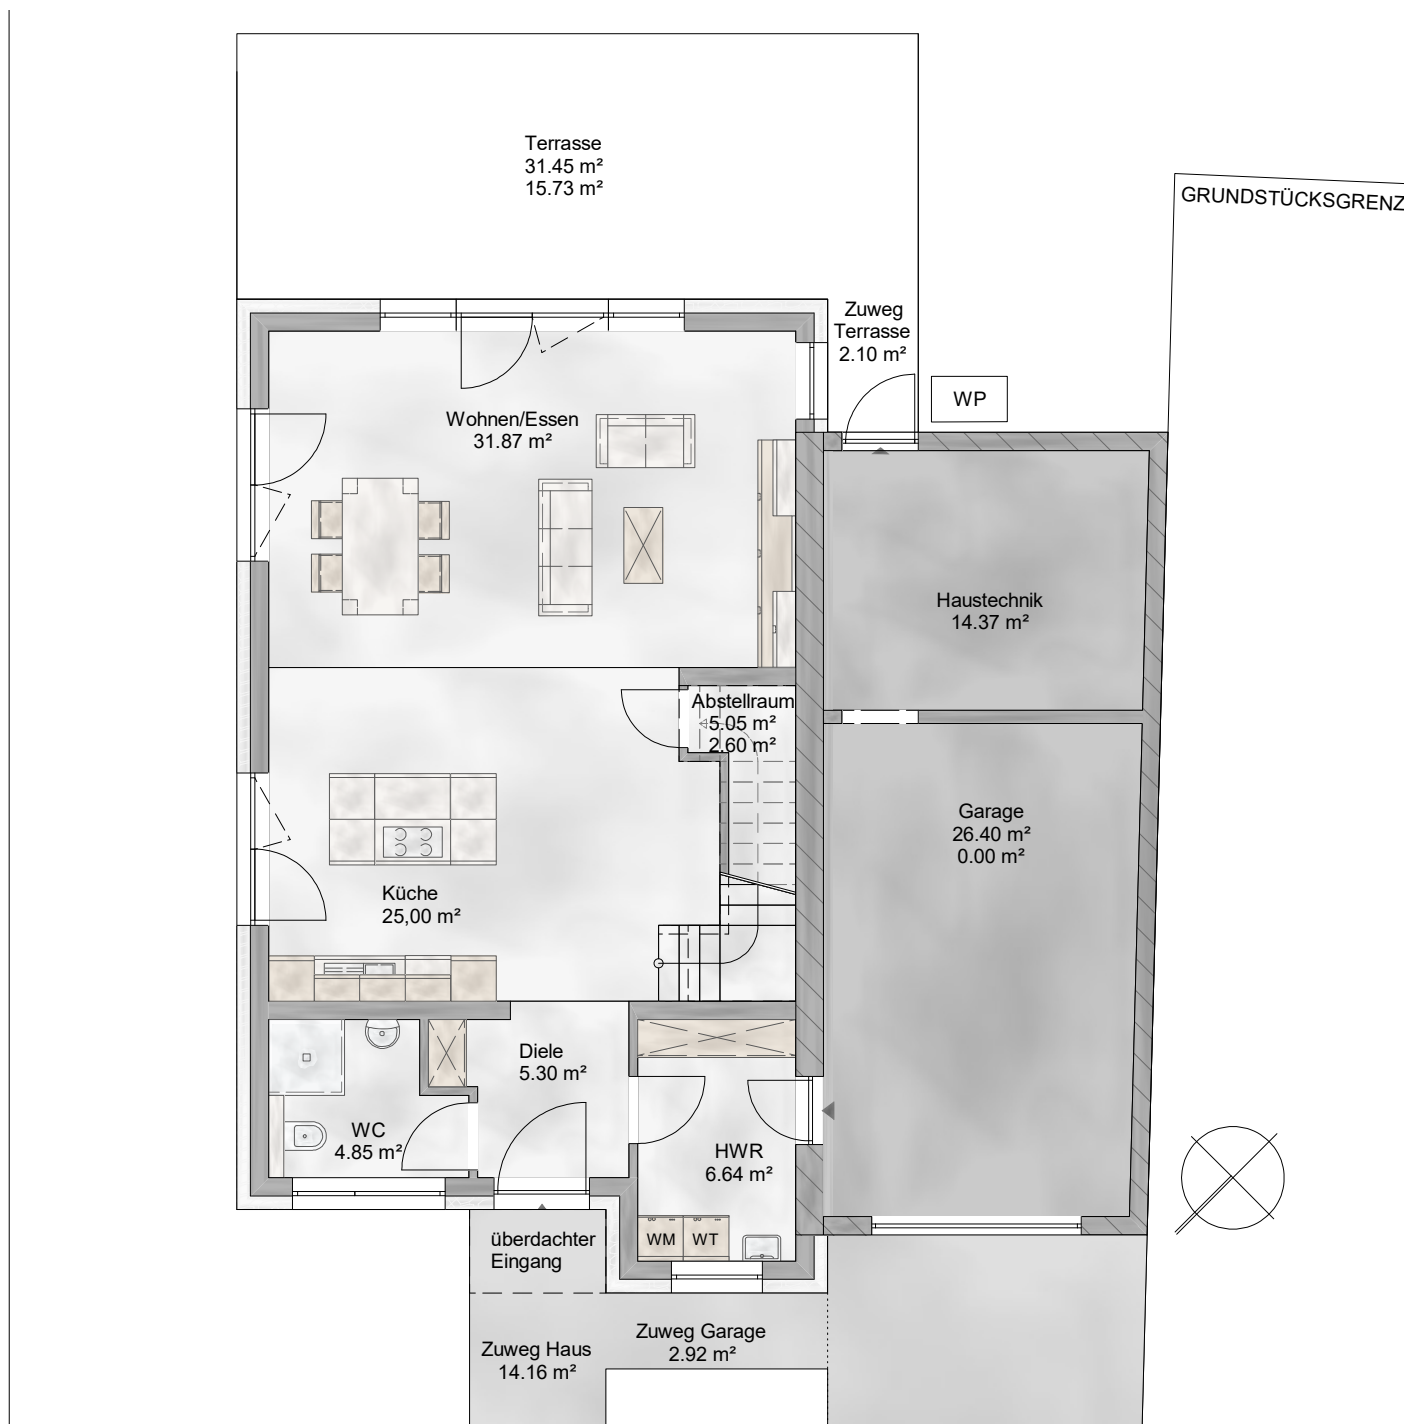 Terrasse
31.45 m²
15.73 m²
GRUNDSTÜCKSGRENZ
Zuweg
Terrasse
2.10 m²
WP
Wohnen/Essen
31.87 m²
Haustechnik
14.37 m²
Abstellraum
5.05 m²
2.60 m²
Garage
26.40 m²
0.00 m²
Küche
25,00 m²
Diele
5.30 m²
WC
4.85 m²
HWR
6.64 m²
WM
WT
überdachter
Eingang
Zuweg Garage
2.92 m²
Zuweg Haus
14.16 m²